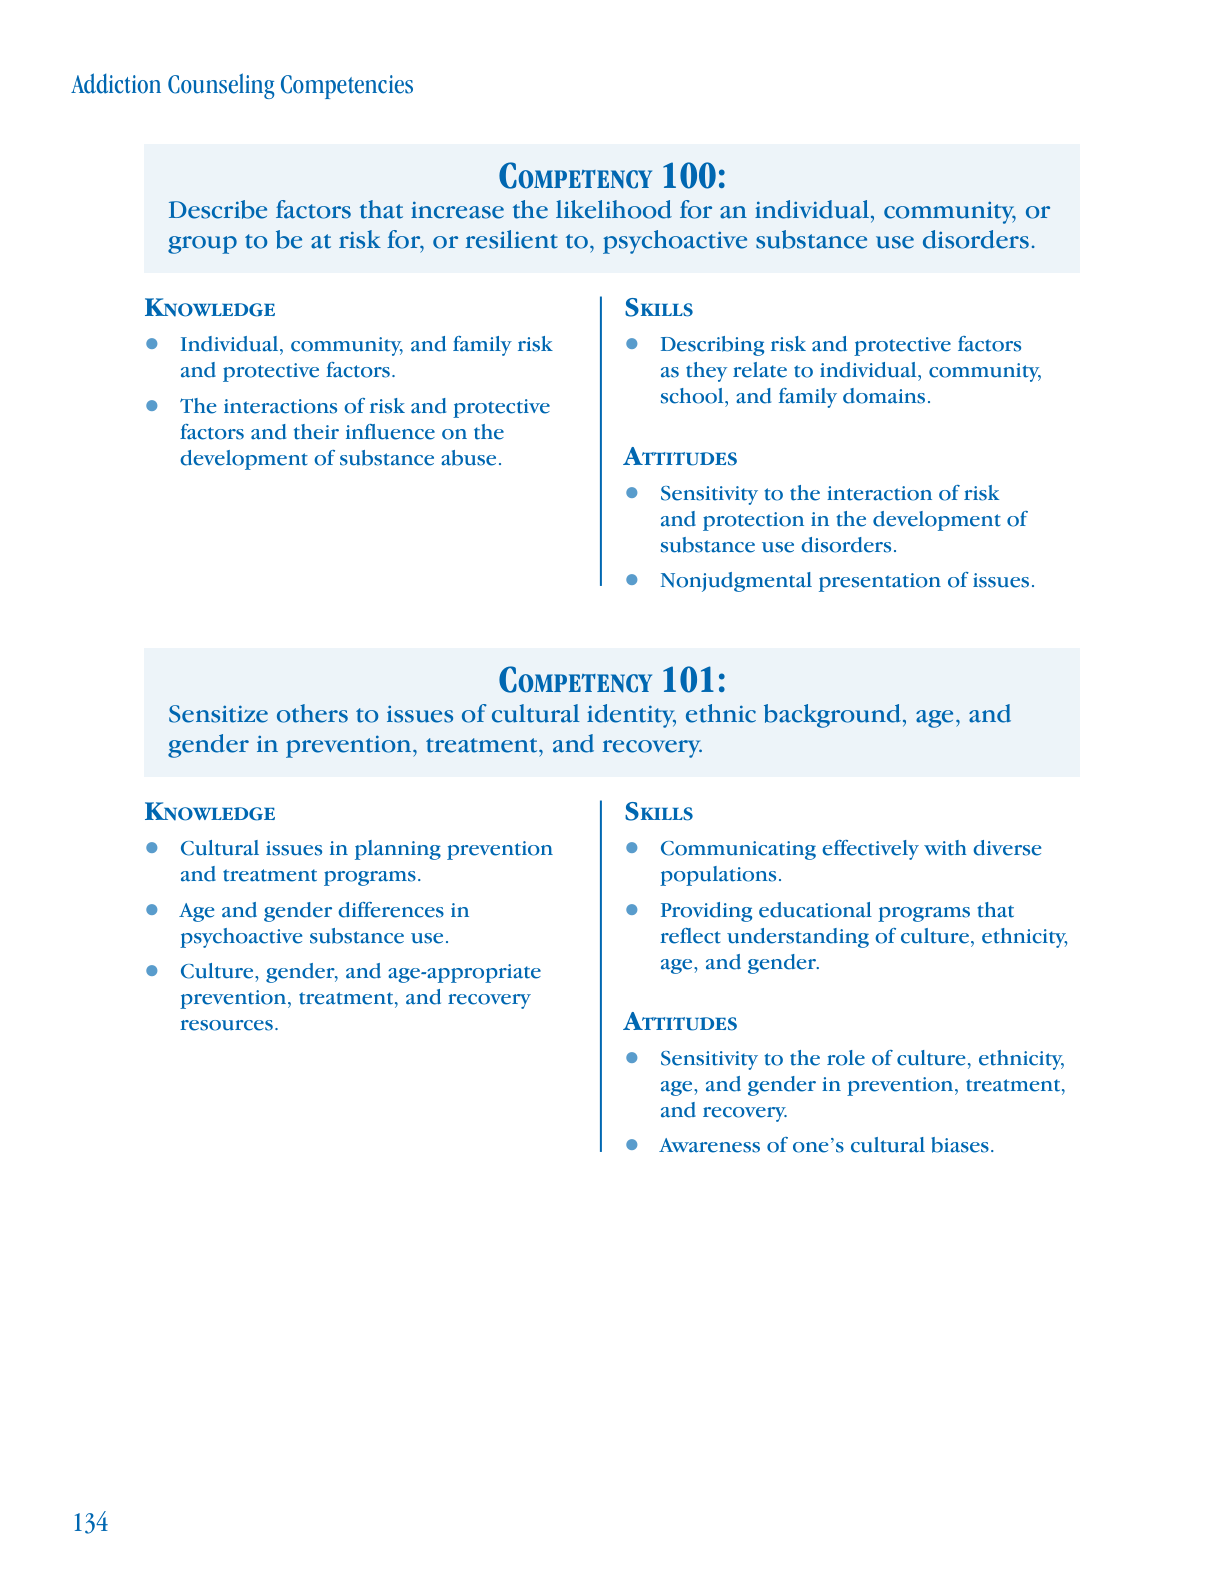 Addiction Counseling Competencies
COMPETENCY 100:
Describe factors that increase the likelihood for an individual, community, or
group to be at risk for, or resilient to, psychoactive substance use disorders.
KNOWLEDGE
● Individual, community, and family risk
and protective factors.
● The interactions of risk and protective
factors and their influence on the
development of substance abuse.
SKILLS
● Describing risk and protective factors
as they relate to individual, community,
school, and family domains.
ATTITUDES
● Sensitivity to the interaction of risk
and protection in the development of
substance use disorders.
● Nonjudgmental presentation of issues.
COMPETENCY 101:
Sensitize others to issues of cultural identity, ethnic background, age, and
gender in prevention, treatment, and recovery.
KNOWLEDGE
● Cultural issues in planning prevention
and treatment programs.
● Age and gender differences in
psychoactive substance use.
● Culture, gender, and age-appropriate
prevention, treatment, and recovery
resources.
SKILLS
● Communicating effectively with diverse
populations.
● Providing educational programs that
reflect understanding of culture, ethnicity,
age, and gender.
ATTITUDES
● Sensitivity to the role of culture, ethnicity,
age, and gender in prevention, treatment,
and recovery.
● Awareness of one’s cultural biases.
134